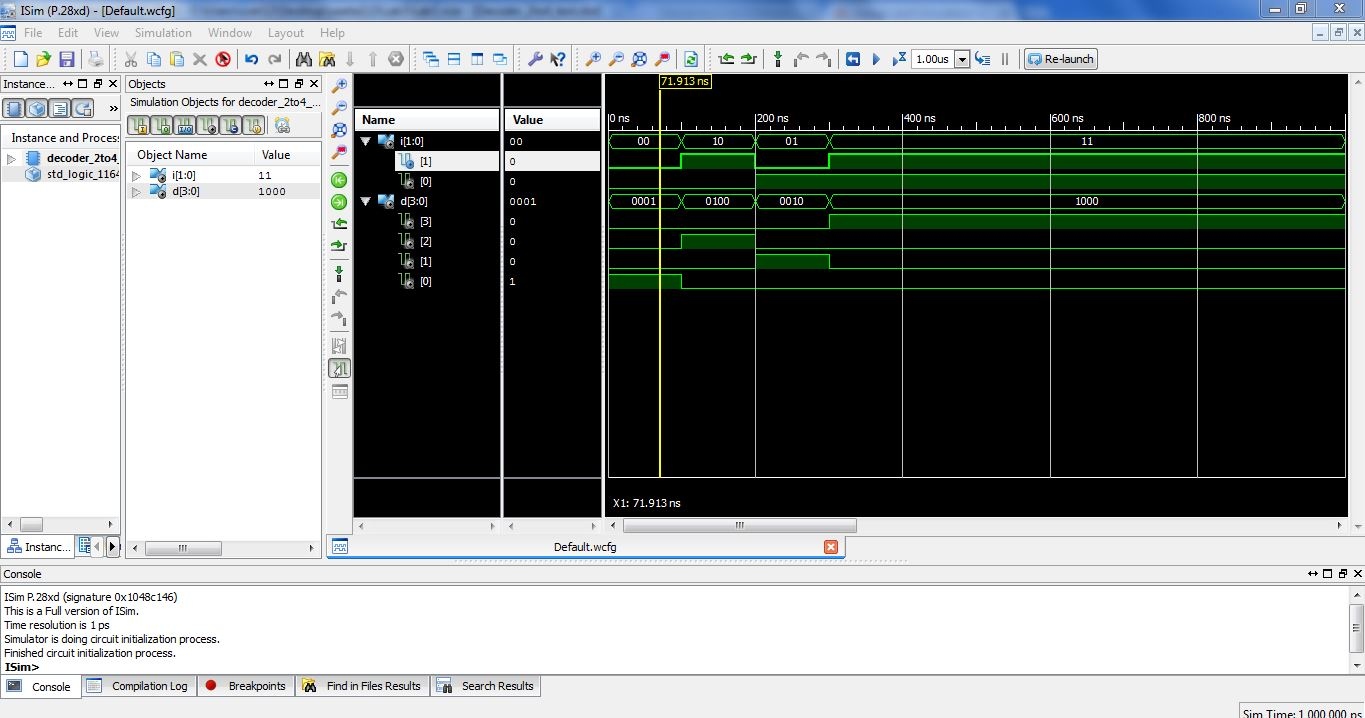 ISim (P.28xd) - [Default.wcfg]
File Edit View Simulation Window Layout Help
1.00us Re-launch
Instance...
Instance and Process
decoder_2to4_
std_logic_1164
Instanc...
Objects
Simulation Objects for decoder_2to4_...
Object Name Value
i[1:0] 11
d[3:0] 1000
71.913 ns
Name Value
0 ns 200 ns 400 ns 600 ns 800 ns
i[1:0] 00 00 10 01 11
[1] 0
[0] 0
d[3:0] 0001 0001 0100 0010 1000
[3] 0
[2] 0
[1] 0
[0] 1
X1: 71.913 ns
Default.wcfg
Console
ISim P.28xd (signature 0x1048c146)
This is a Full version of ISim.
Time resolution is 1 ps
Simulator is doing circuit initialization process.
Finished circuit initialization process.
ISim>
Console Compilation Log Breakpoints Find in Files Results Search Results
Sim Time: 1,000,000 ps